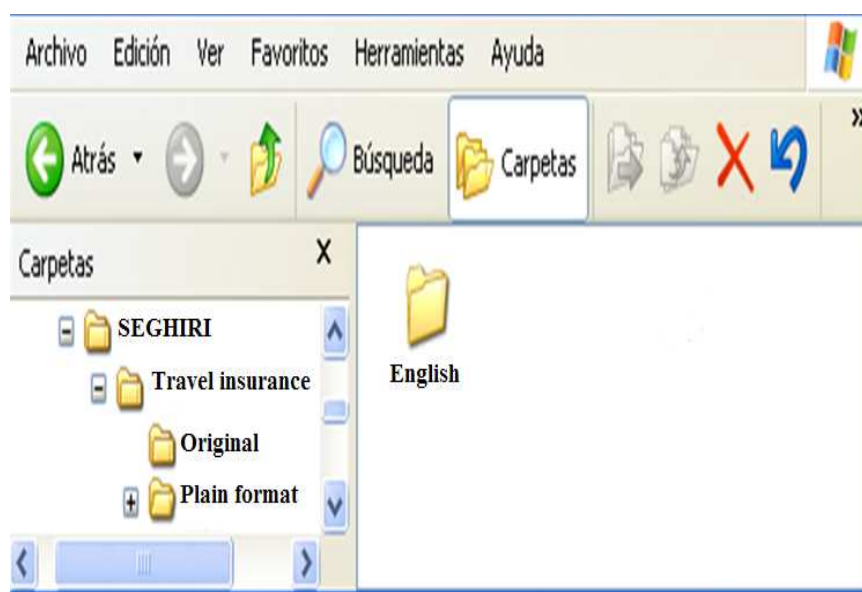 Archivo Edición Ver Favoritos Herramientas Ayuda
Atrás Búsqueda Carpetas
Carpetas X
SEGHIRI
Travel insurance
Original
Plain format
English